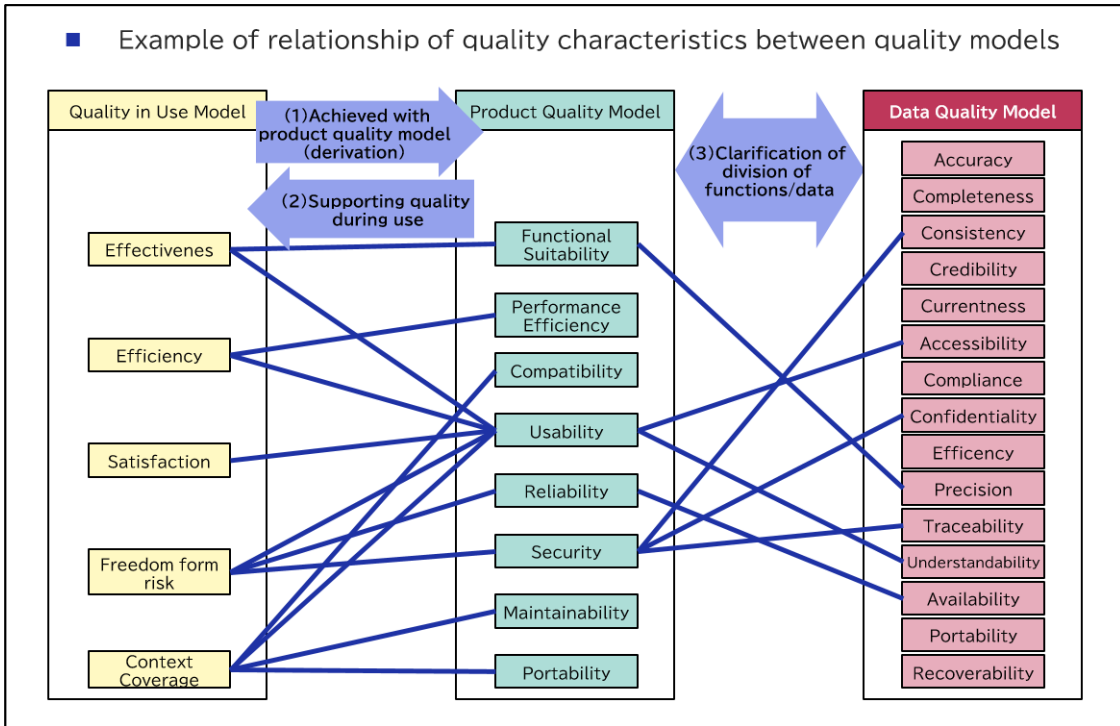 ■ Example of relationship of quality characteristics between quality models
Quality in Use Model
(1)Achieved with
product quality model
(derivation)
(2)Supporting quality
during use
Product Quality Model
(3)Clarification of
division of
functions/data
Data Quality Model
Effectivenes
Efficiency
Satisfaction
Freedom form
risk
Context
Coverage
Functional
Suitability
Performance
Efficiency
Compatibility
Usability
Reliability
Security
Maintainability
Portability
Accuracy
Completeness
Consistency
Credibility
Currentness
Accessibility
Compliance
Confidentiality
Efficency
Precision
Traceability
Understandability
Availability
Portability
Recoverability